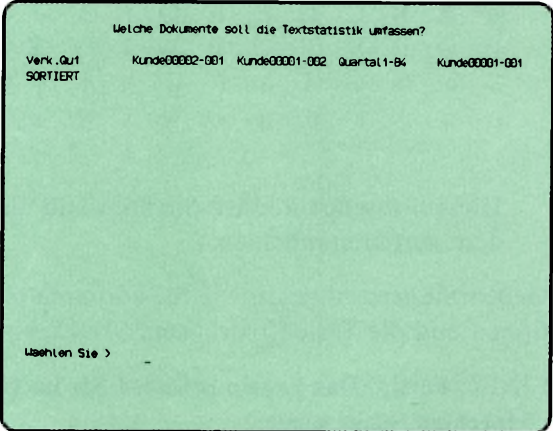 Welche Dokumente soll die Textstatistik umfassen?
Verk.Qu1 Kunde00002-001 Kunde00001-002 Quartal1-84 Kunde00001-001
SORTIERT
Waehlen Sie >